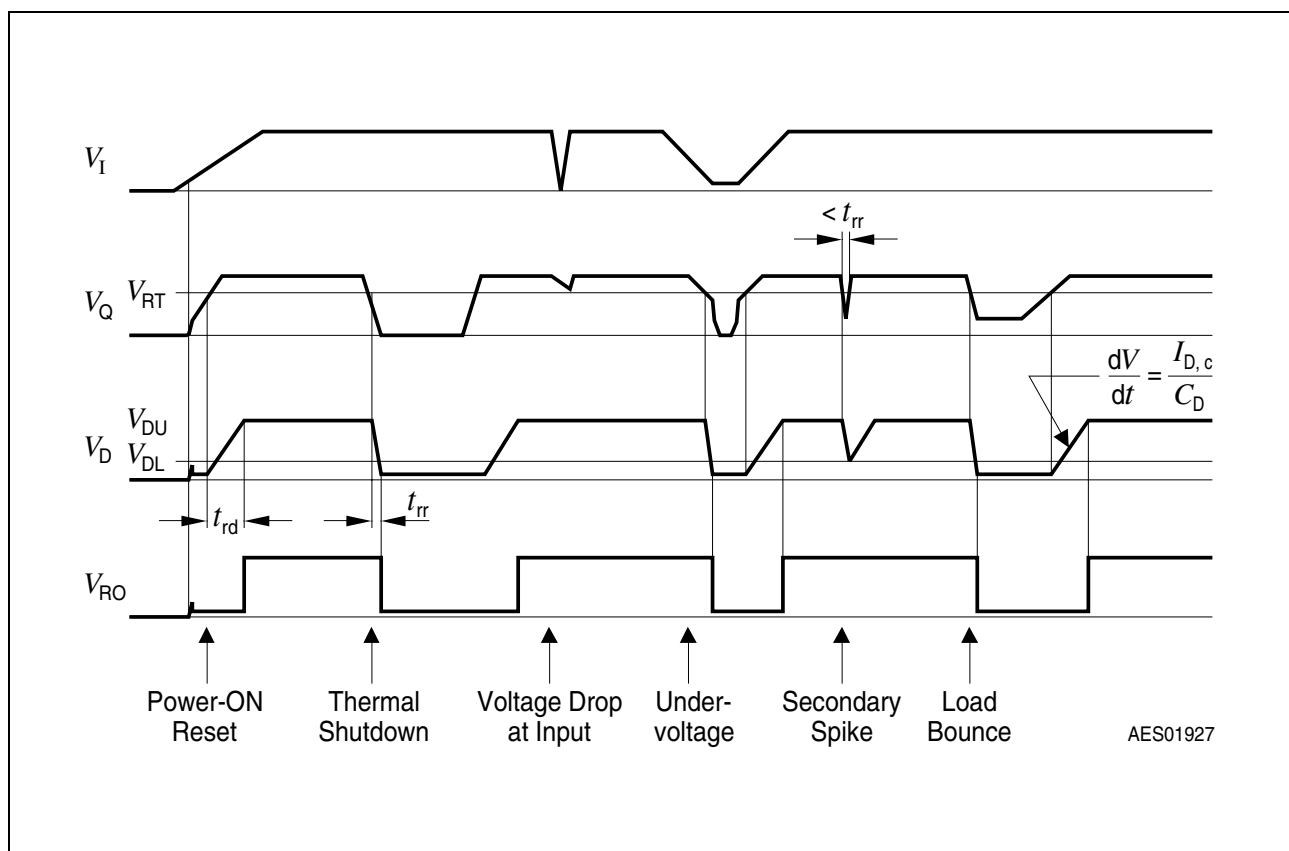 V_I
< t_rr
V_Q V_RT
dV/dt = I_D, c/C_D
V_DU
V_D V_DL
t_rd
t_rr
V_RO
Power-ON
Reset
Thermal
Shutdown
Voltage Drop
at Input
Under-
voltage
Secondary
Spike
Load
Bounce
AES01927